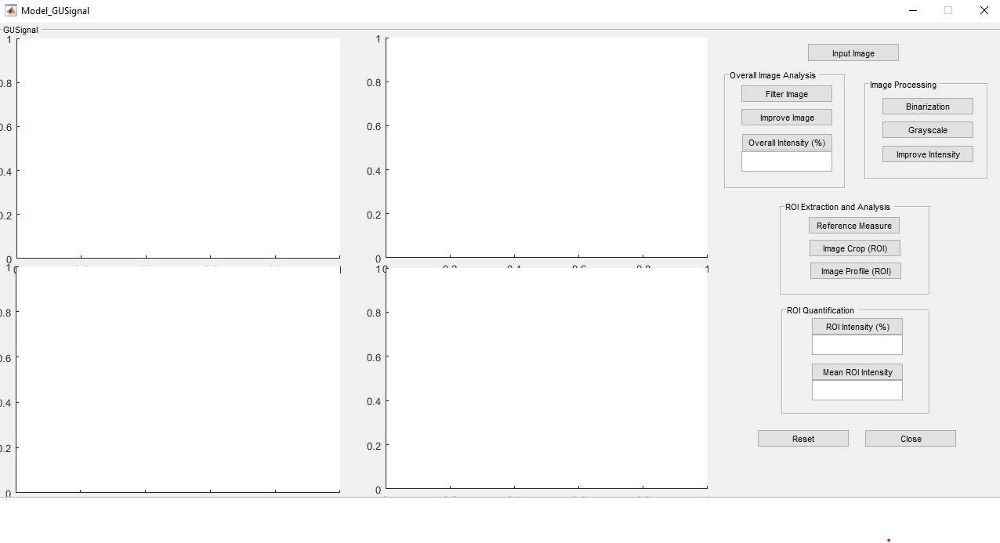 Model_GUSignal
GUSignal
1
0.8
0.6
0.4
0.2
0
1
0.8
0.6
0.4
0.2
0
0.2
0.4
0.6
0.8
1
1
0.8
0.6
0.4
0.2
0
1
0.8
0.6
0.4
0.2
0
Input Image
Overall Image Analysis
Filter Image
Improve Image
Overall Intensity (%)
Image Processing
Binarization
Grayscale
Improve Intensity
ROI Extraction and Analysis
Reference Measure
Image Crop (ROI)
Image Profile (ROI)
ROI Quantification
ROI Intensity (%)
Mean ROI Intensity
Reset
Close